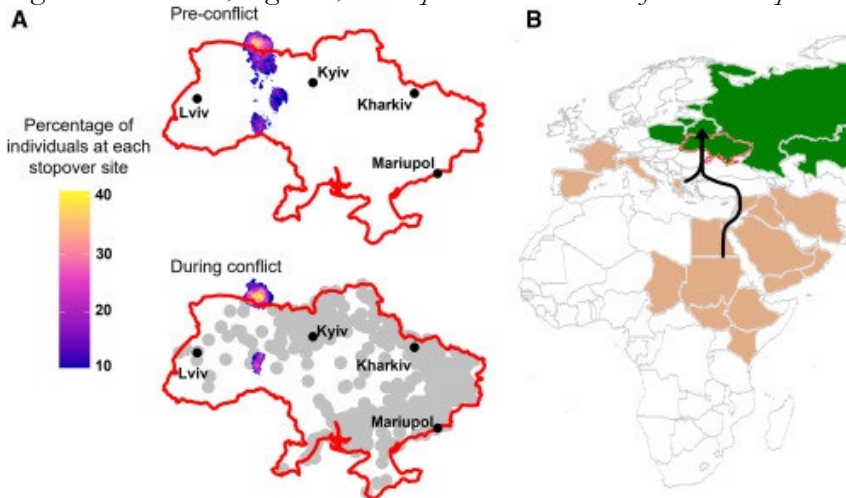 A
Pre-conflict
Kyiv
Lviv
Kharkiv
Mariupol
Percentage of
individuals at each
stopover site
40
30
20
10
During conflict
Kyiv
Lviv
Kharkiv
Mariupol
B